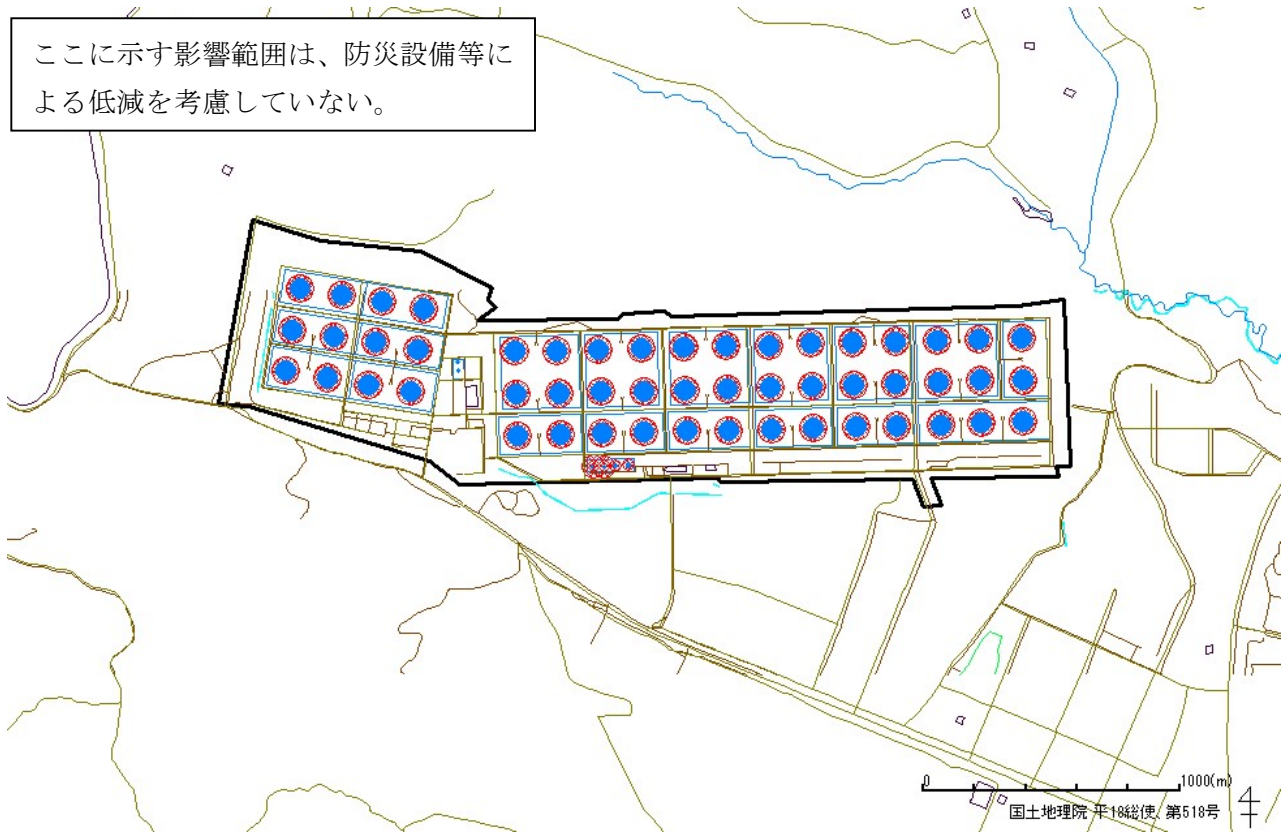 ここに示す影響範囲は、防災設備等に
よる低減を考慮していない。
0 1000(m)
国土地理院 平18総使、第518号